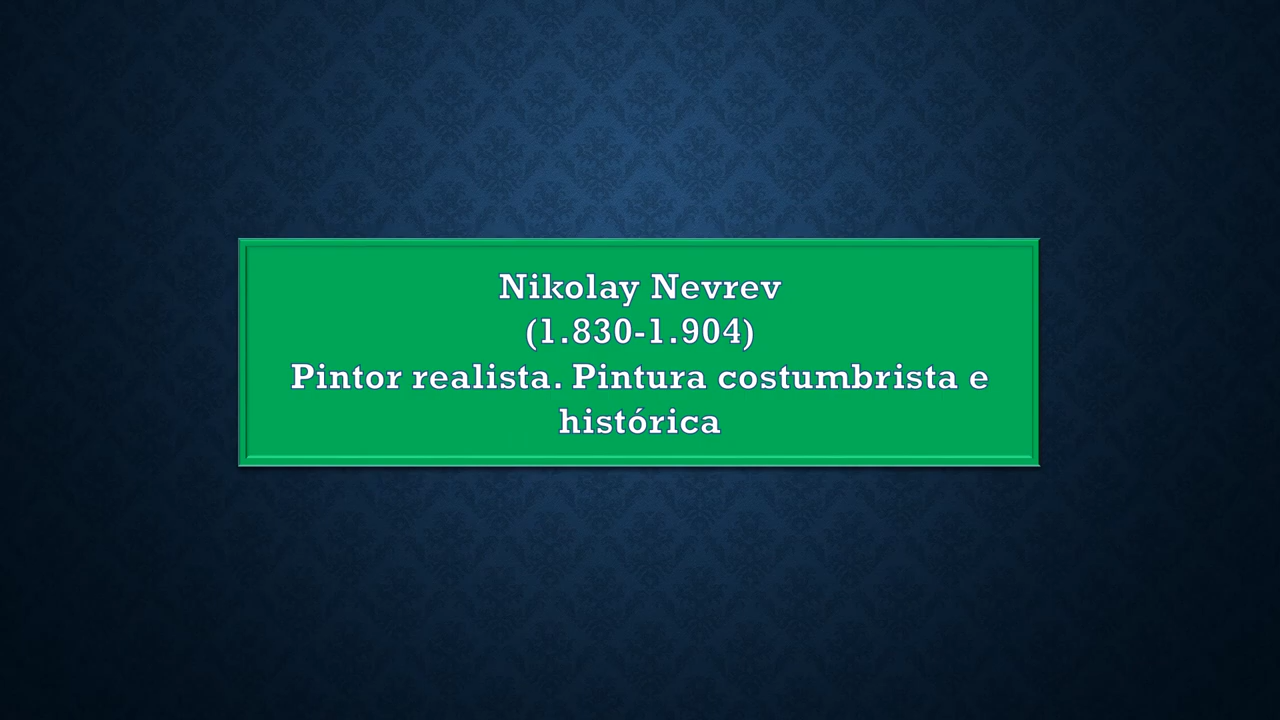 Nikolay Nevrev
(1.830-1.904)
Pintor realista. Pintura costumbrista e
histórica